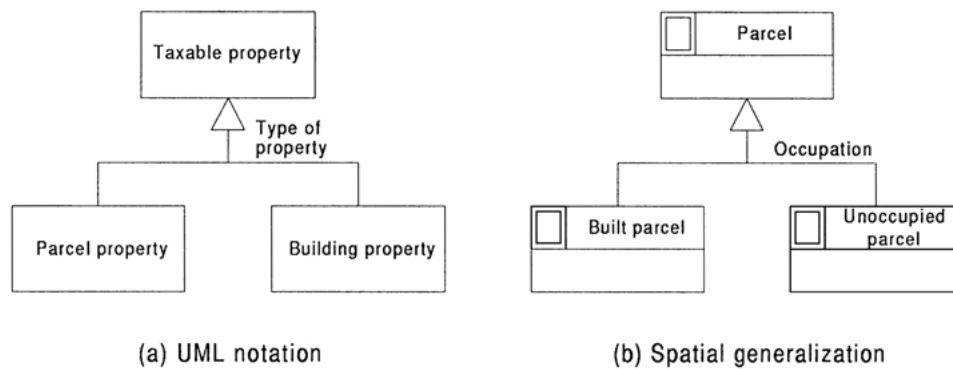 Taxable property
Type of
property
Parcel property
Building property
(a) UML notation
Parcel
Occupation
Built parcel
Unoccupied
parcel
(b) Spatial generalization